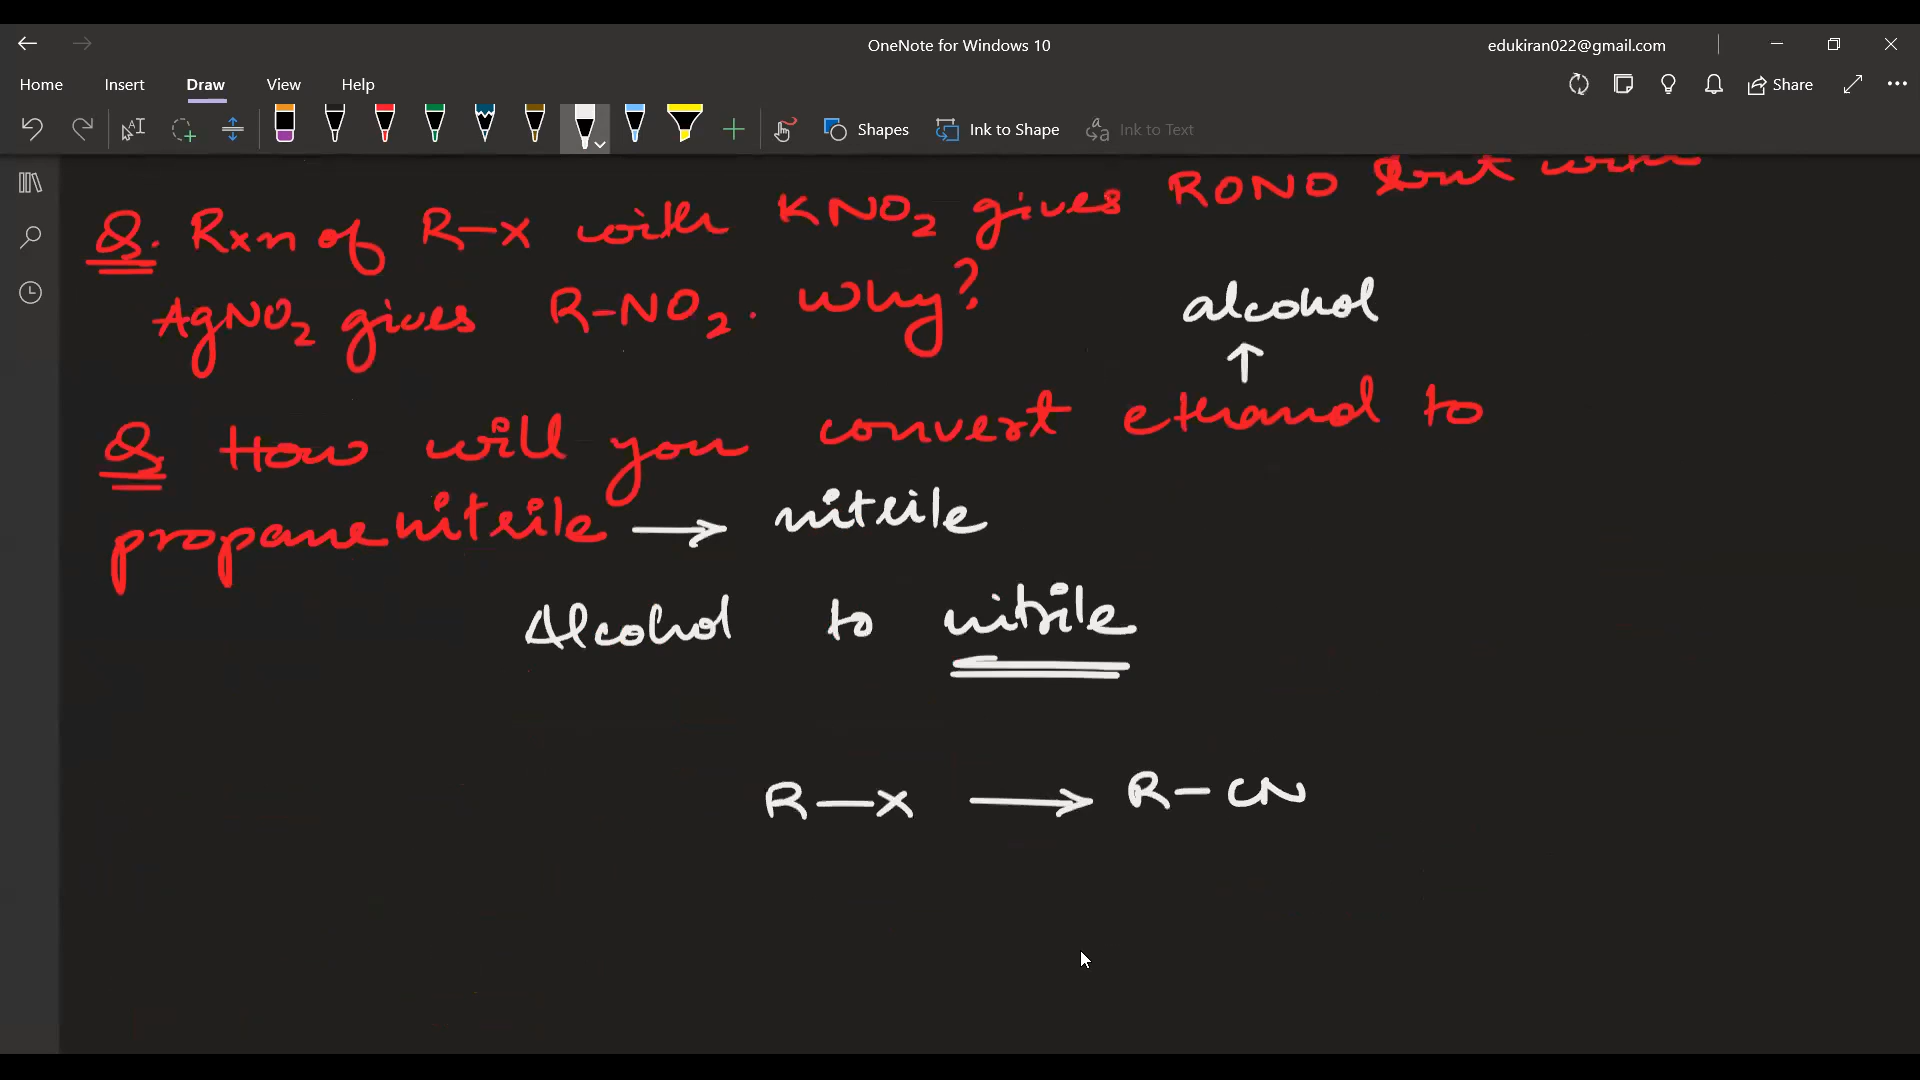 OneNote for Windows 10
edukiran022@gmail.com
Home Insert Draw View Help
Share
Shapes Ink to Shape Ink to Text
Q. Rxn of R-X with KNO2 gives RONO but with
AgNO2 gives R-NO2. why?
alcohol
↑
Q How will you convert ethanol to
propanenitrile → nitrile
Alcohol to nitrile
R-X → R-CN